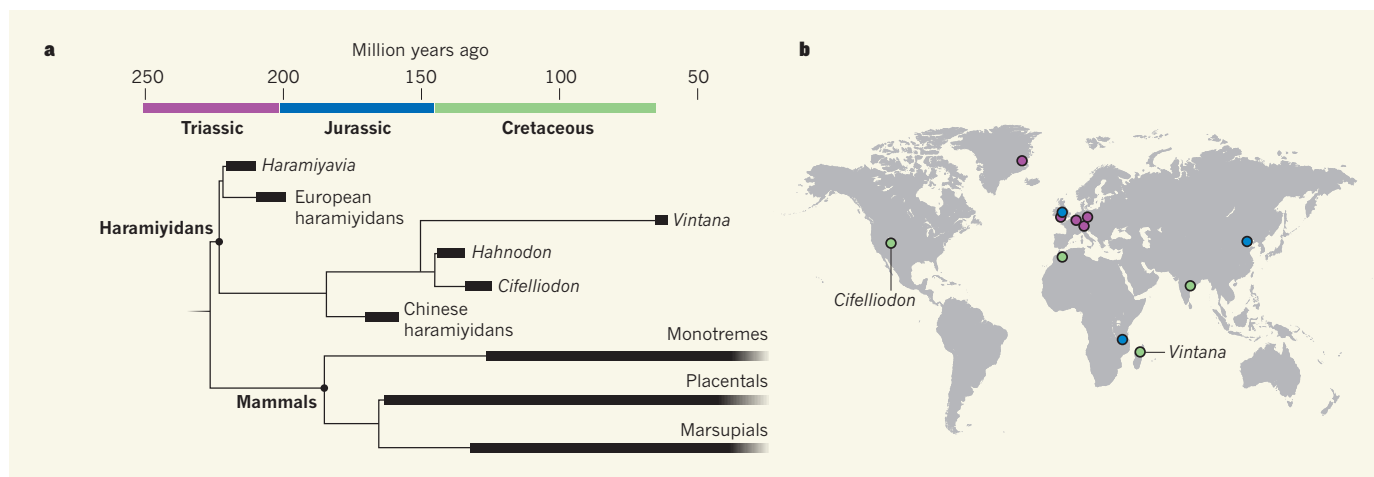 a
Million years ago
250 200 150 100 50
Triassic Jurassic Cretaceous
Haramiyavia
European
haramiyidans
Haramiyidans
Vintana
Hahnodon
Cifelliodon
Chinese
haramiyidans
Monotremes
Placentals
Mammals
Marsupials
b
Cifelliodon
Vintana